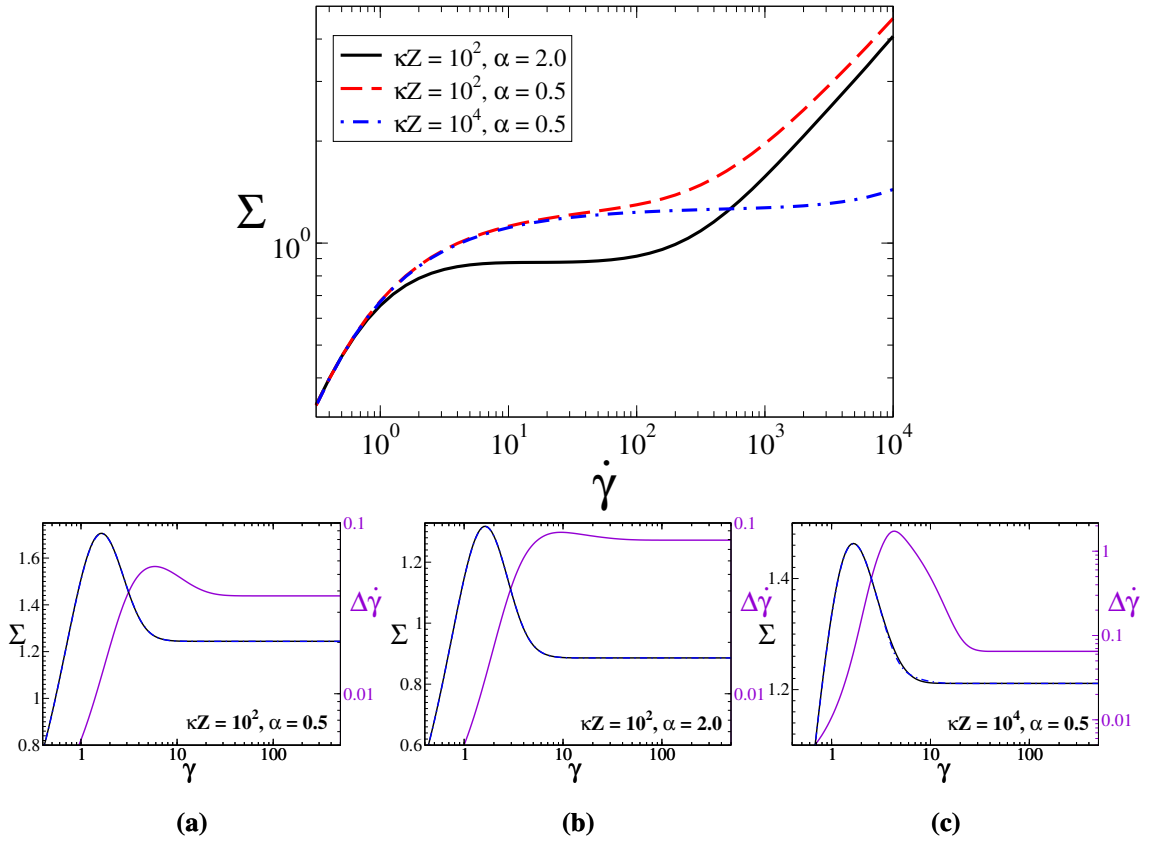 κZ = 10², α = 2.0
κZ = 10², α = 0.5
κZ = 10⁴, α = 0.5
Σ
10⁰
10⁰ 10¹ 10² 10³ 10⁴
γ̇
1.6
1.4
Σ
1.2
1
0.8
0.1
Δγ̇
0.01
κZ = 10², α = 0.5
1 10 100
γ
(a)
1.2
1
Σ
0.8
0.6
0.1
Δγ̇
0.01
κZ = 10², α = 2.0
1 10 100
γ
(b)
1.4
Σ
1.2
1
Δγ̇
0.1
0.01
κZ = 10⁴, α = 0.5
1 10 100
γ
(c)